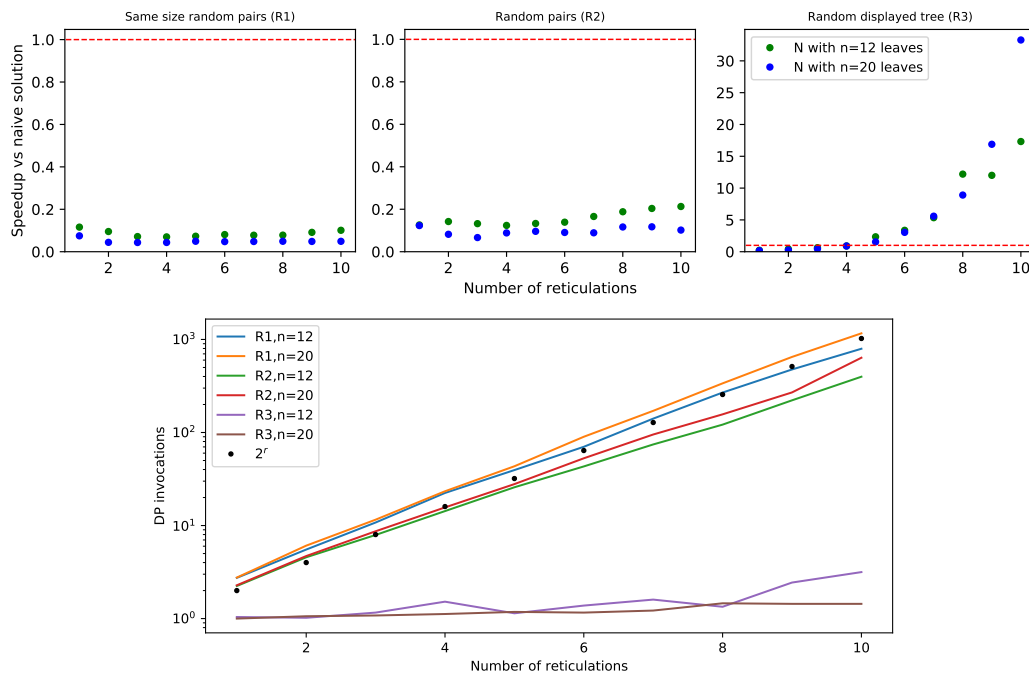 Same size random pairs (R1)
Random pairs (R2)
Random displayed tree (R3)
Speedup vs naive solution
1.0
0.8
0.6
0.4
0.2
0.0
2 4 6 8 10
1.0
0.8
0.6
0.4
0.2
0.0
2 4 6 8 10
Number of reticulations
35
30
25
20
15
10
5
0
2 4 6 8 10
N with n=12 leaves
N with n=20 leaves
DP invocations
10³
10²
10¹
10⁰
R1,n=12
R1,n=20
R2,n=12
R2,n=20
R3,n=12
R3,n=20
2ʳ
2 4 6 8 10
Number of reticulations